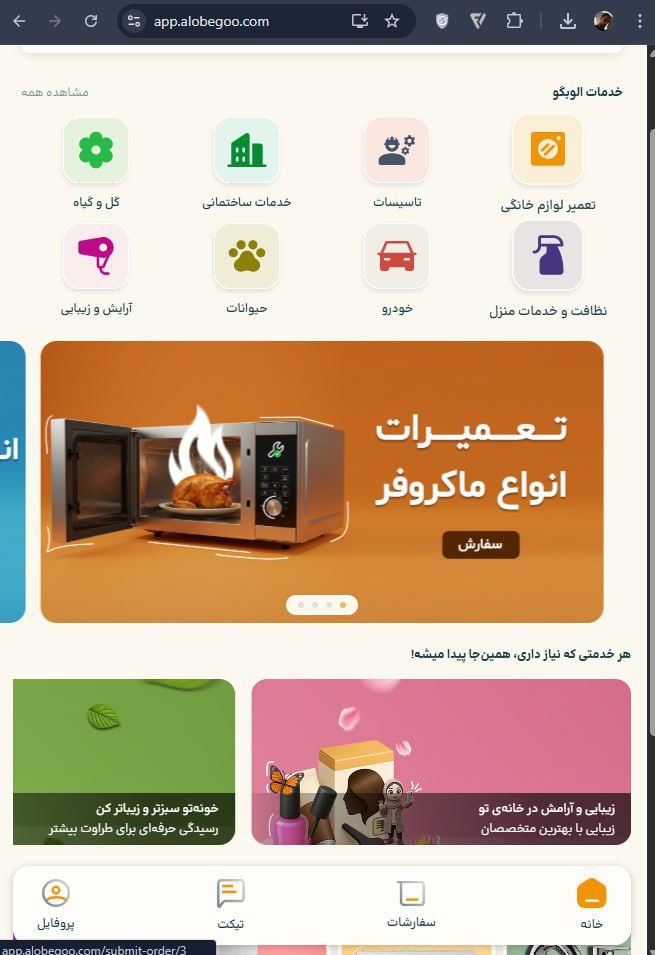 app.alobegoo.com
خدمات الوبگو
مشاهده همه
تعمیر لوازم خانگی
تاسیسات
خدمات ساختمانی
گل و گیاه
نظافت و خدمات منزل
خودرو
حیوانات
آرایش و زیبایی
تــعــمیــرات
انواع ماکروفر
سفارش
ان
هر خدمتی که نیاز داری، همین‌جا پیدا میشه!
زیبایی و آرامش در خانه‌ی تو
زیبایی با بهترین متخصصان
خونه‌تو سبزتر و زیباتر کن
رسیدگی حرفه‌ای برای طراوت بیشتر
خانه
سفارشات
تیکت
پروفایل
app.alobegoo.com/submit-order/3